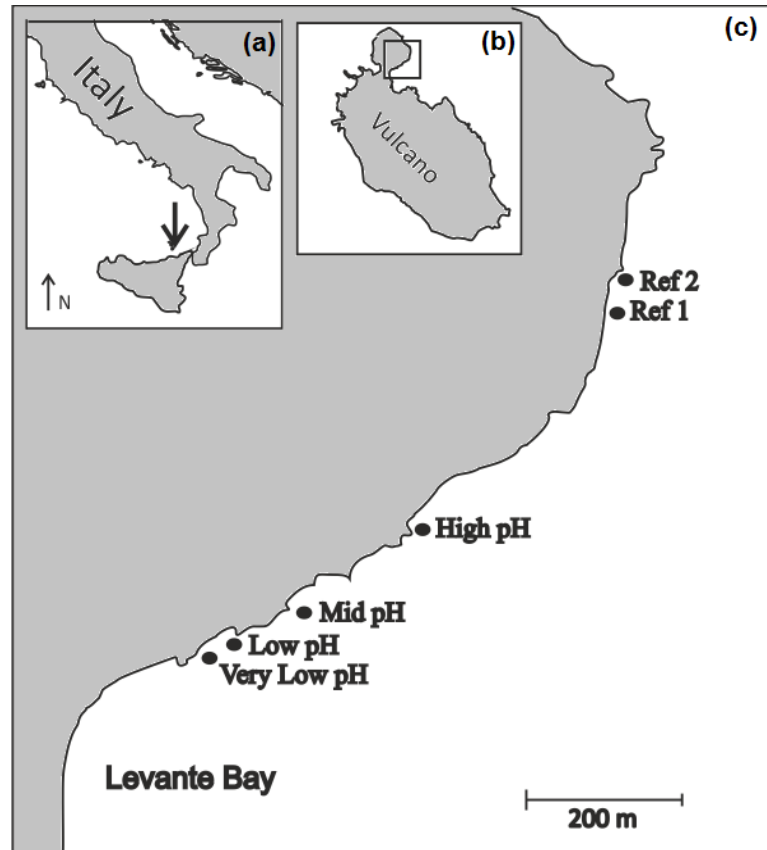 (a)
Italy
N
(b)
Vulcano
(c)
Ref 2
Ref 1
High pH
Mid pH
Low pH
Very Low pH
Levante Bay
200 m